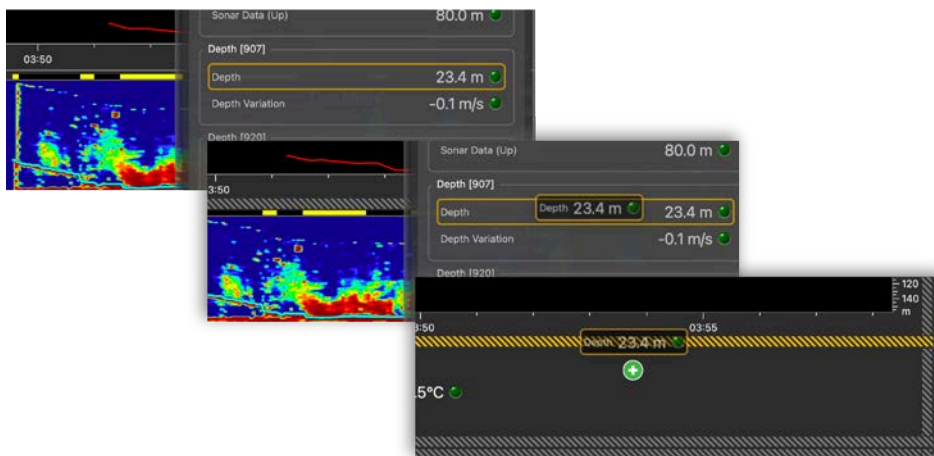 Sonar Data (Up) 80.0 m
03:50
Depth [907]
Depth 23.4 m
Depth Variation -0.1 m/s
Depth [920]
Sonar Data (Up) 80.0 m
3:50
Depth [907]
Depth 23.4 m
Depth 23.4 m
Depth Variation -0.1 m/s
Depth [920]
120
140
m
:50 03:55
Depth 23.4 m
.5°C